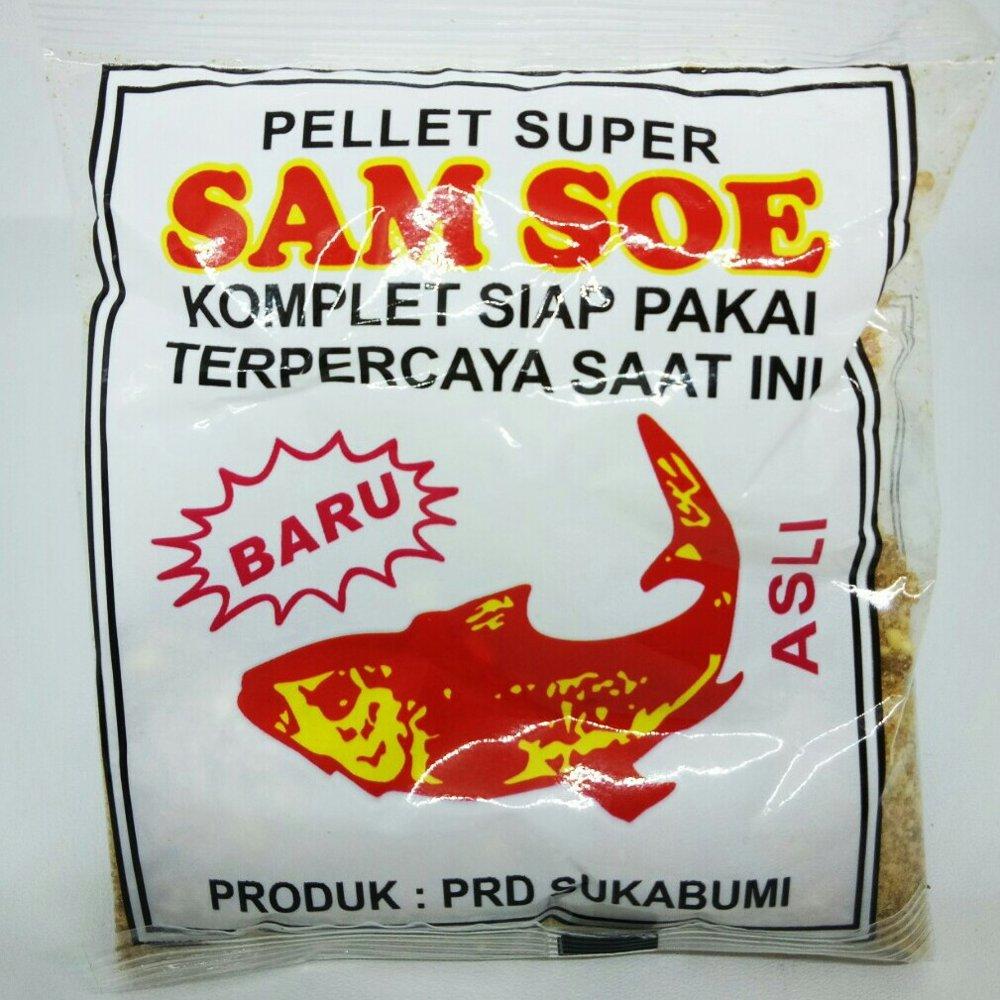 PELLET SUPER
SAM SOE
KOMPLET SIAP PAKAI
TERPERCAYA SAAT INI
BARU
ASLI
PRODUK : PRD SUKABUMI